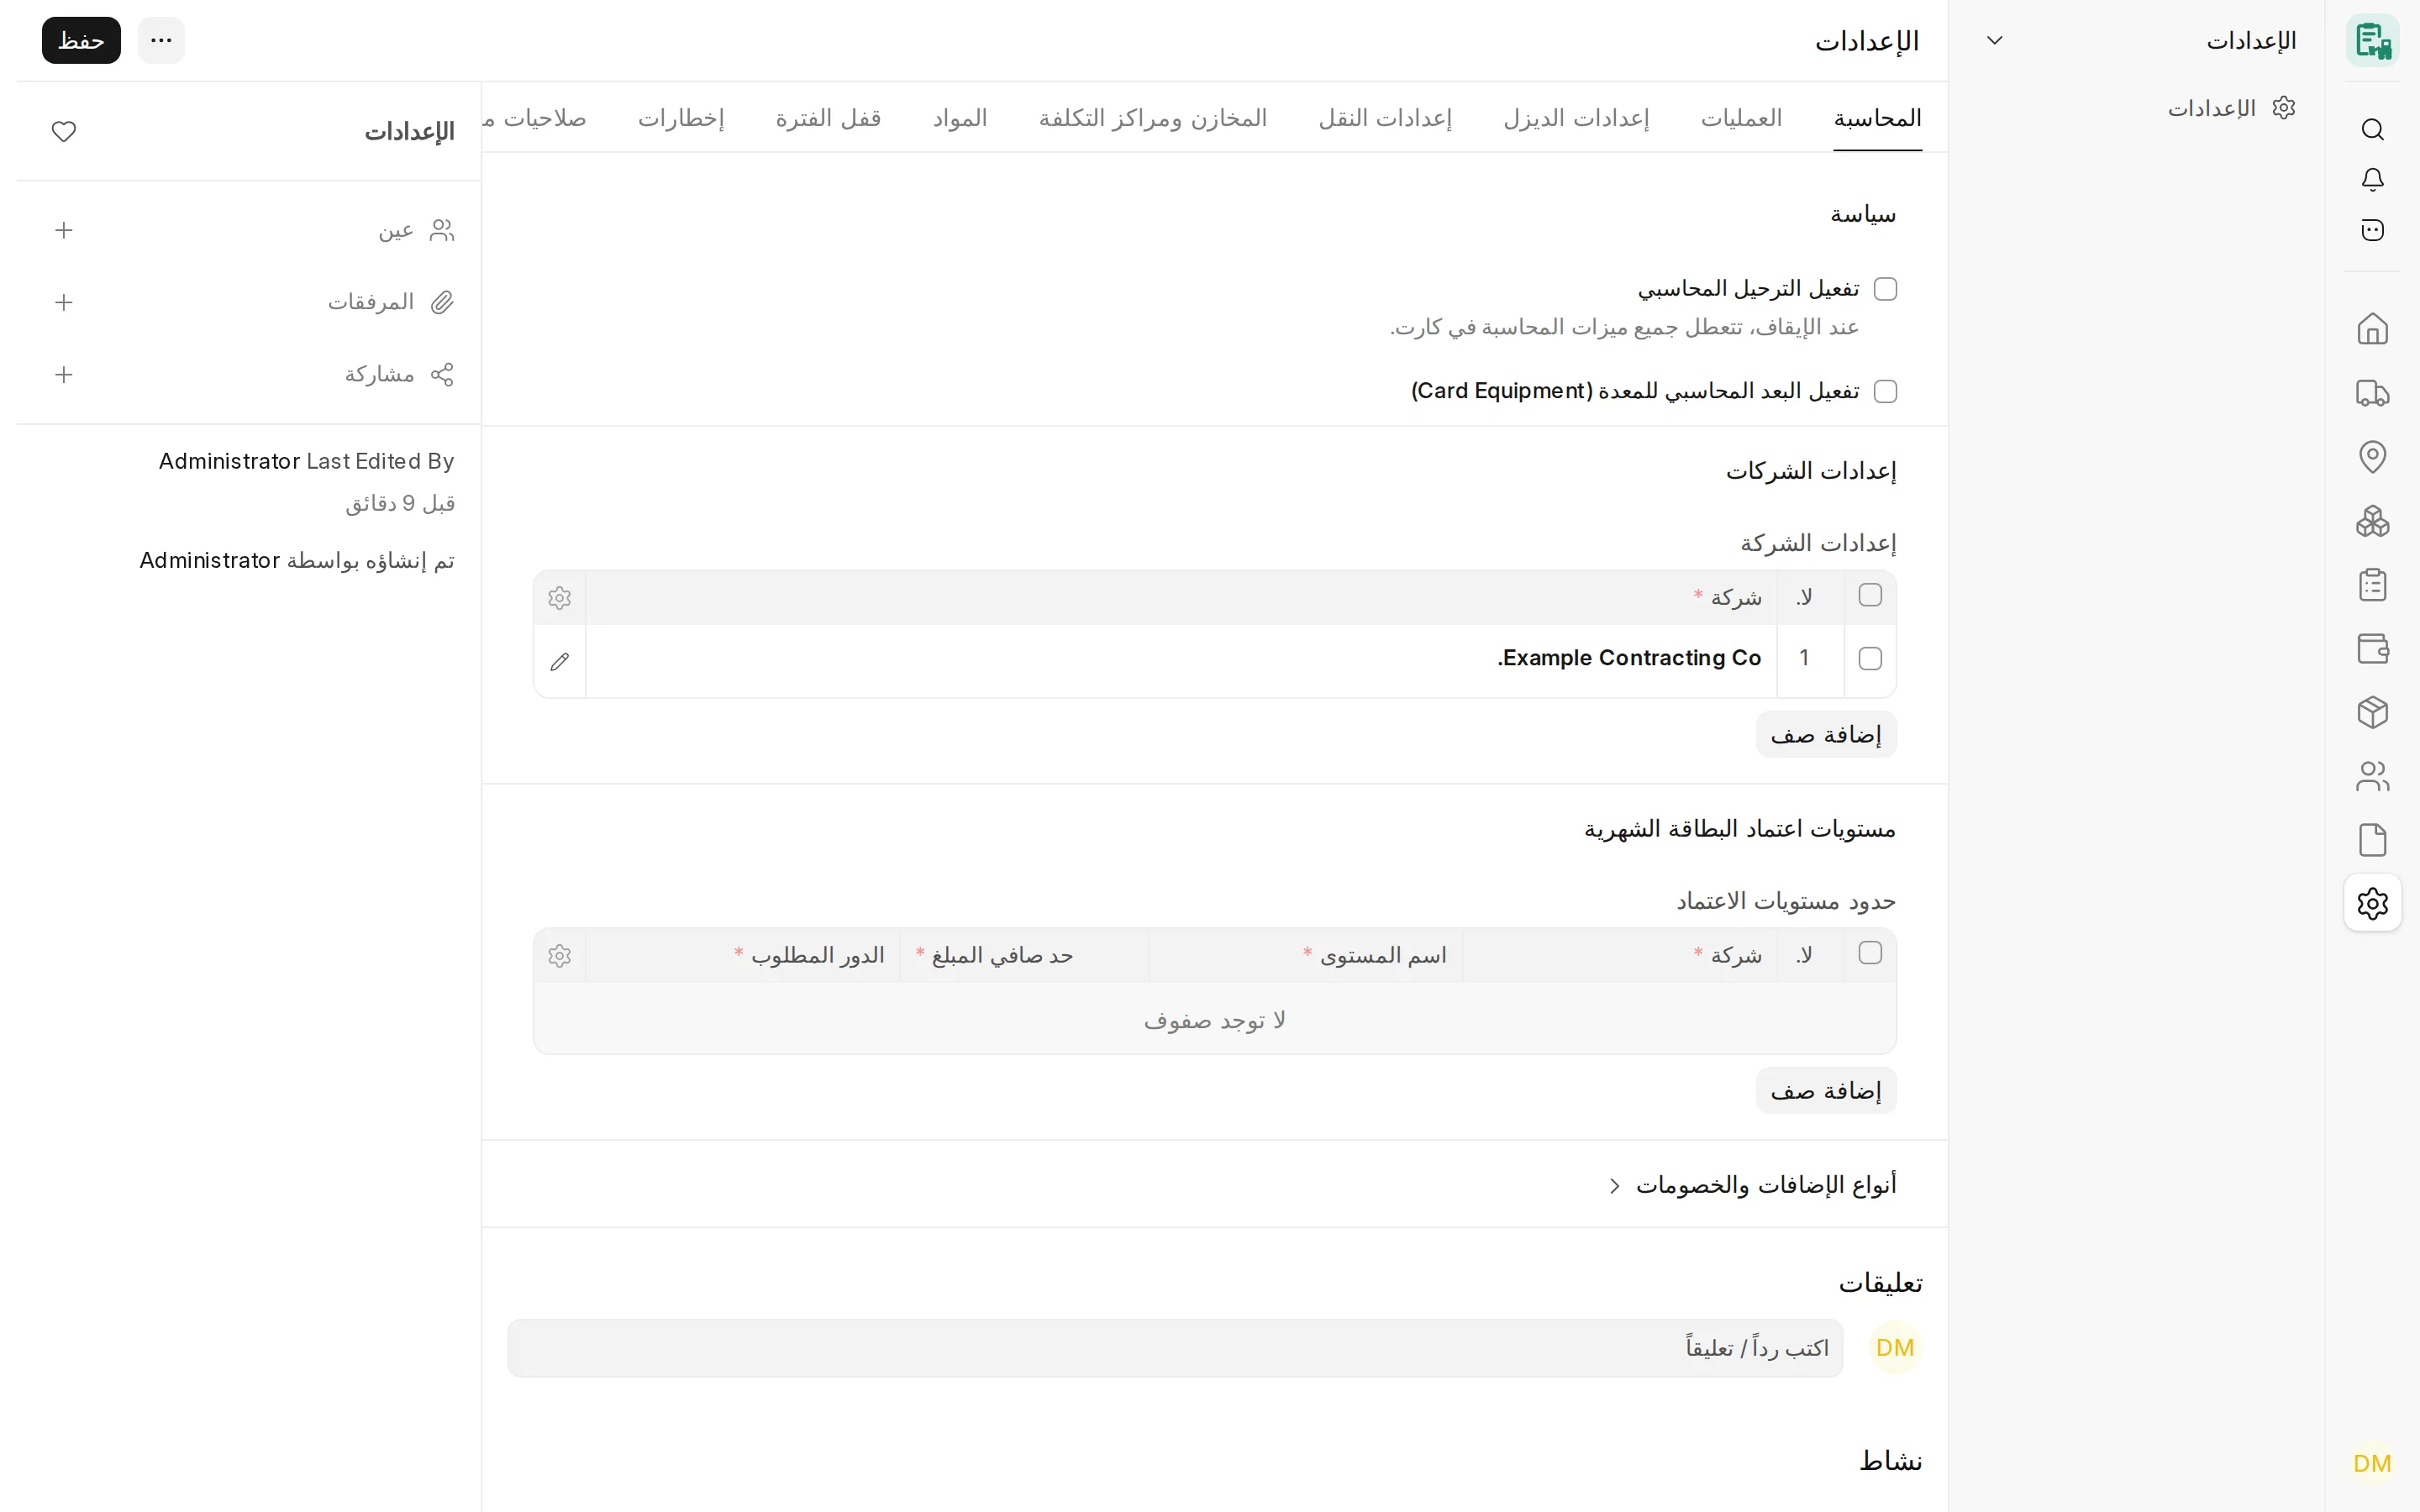 الإعدادات
الإعدادات
DM
الإعدادات
حفظ
المحاسبة
العمليات
إعدادات الديزل
إعدادات النقل
المخازن ومراكز التكلفة
المواد
قفل الفترة
إخطارات
صلاحيات م
سياسة
تفعيل الترحيل المحاسبي
عند الإيقاف، تتعطل جميع ميزات المحاسبة في كارت.
تفعيل البعد المحاسبي للمعدة (Card Equipment)
إعدادات الشركات
إعدادات الشركة
لا. شركة *
1 Example Contracting Co.
إضافة صف
مستويات اعتماد البطاقة الشهرية
حدود مستويات الاعتماد
لا. شركة * اسم المستوى * حد صافي المبلغ * الدور المطلوب *
لا توجد صفوف
إضافة صف
أنواع الإضافات والخصومات
تعليقات
DM
اكتب رداً / تعليقاً
نشاط
الإعدادات
عين
المرفقات
مشاركة
Administrator Last Edited By
قبل 9 دقائق
تم إنشاؤه بواسطة Administrator